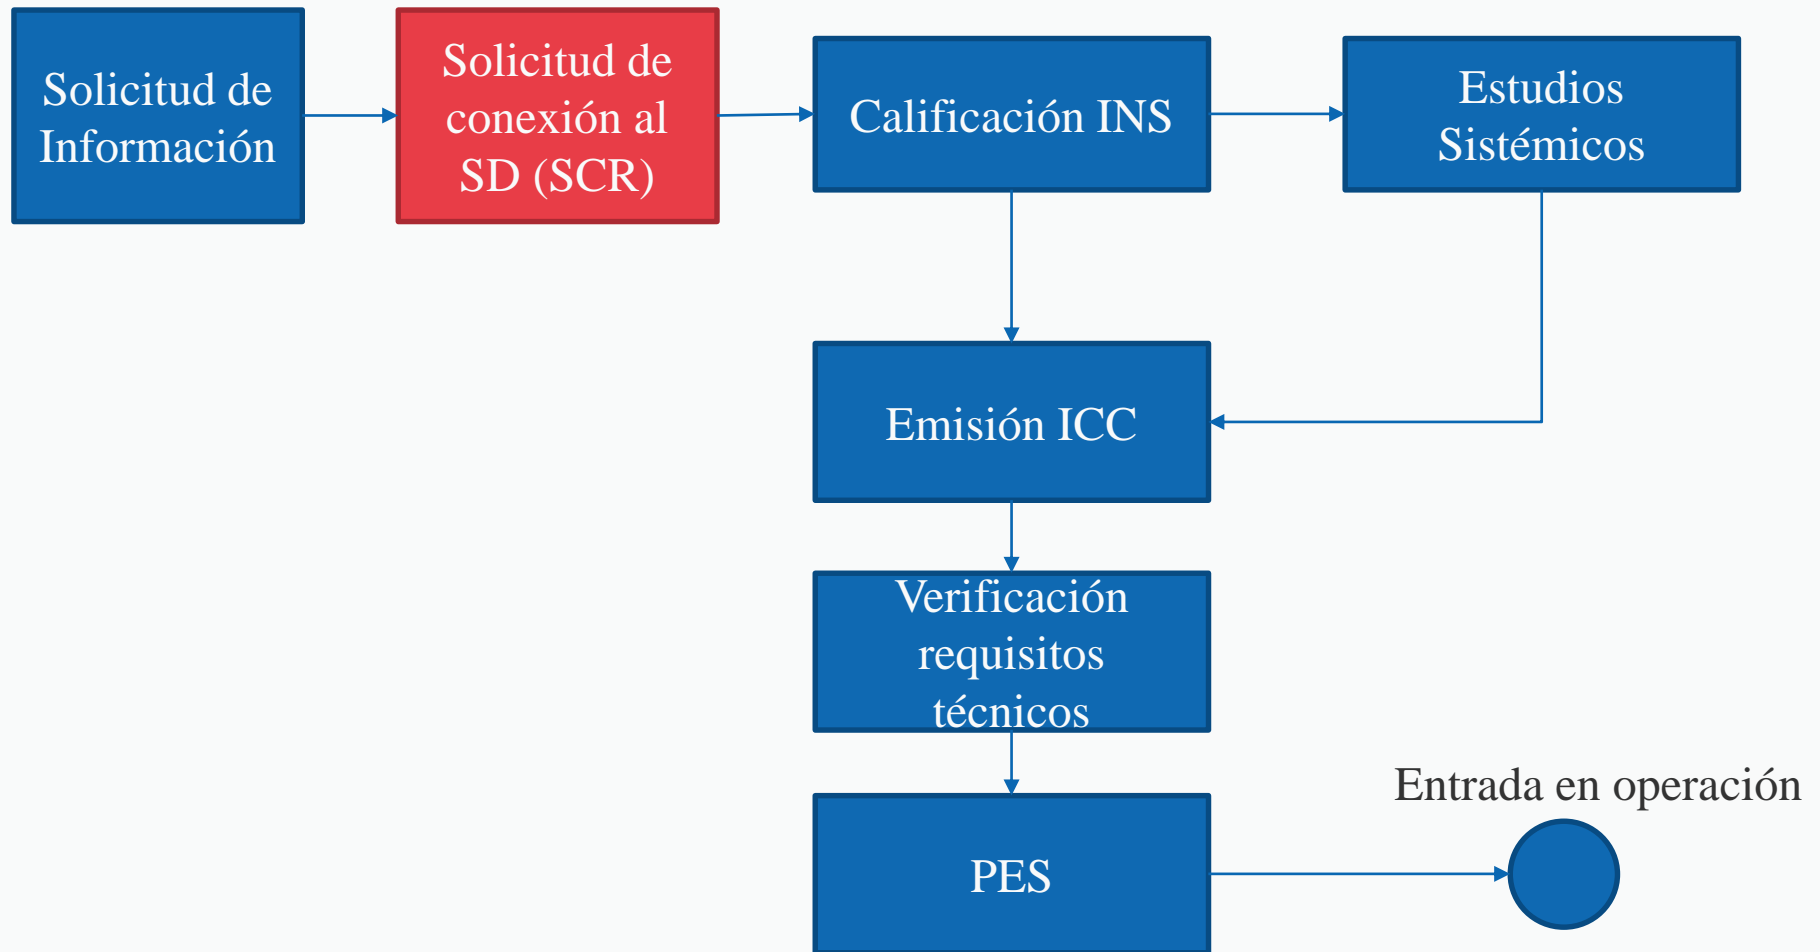 Solicitud de
Información
Solicitud de
conexión al
SD (SCR)
Calificación INS
Estudios
Sistémicos
Emisión ICC
Verificación
requisitos
técnicos
Entrada en operación
PES